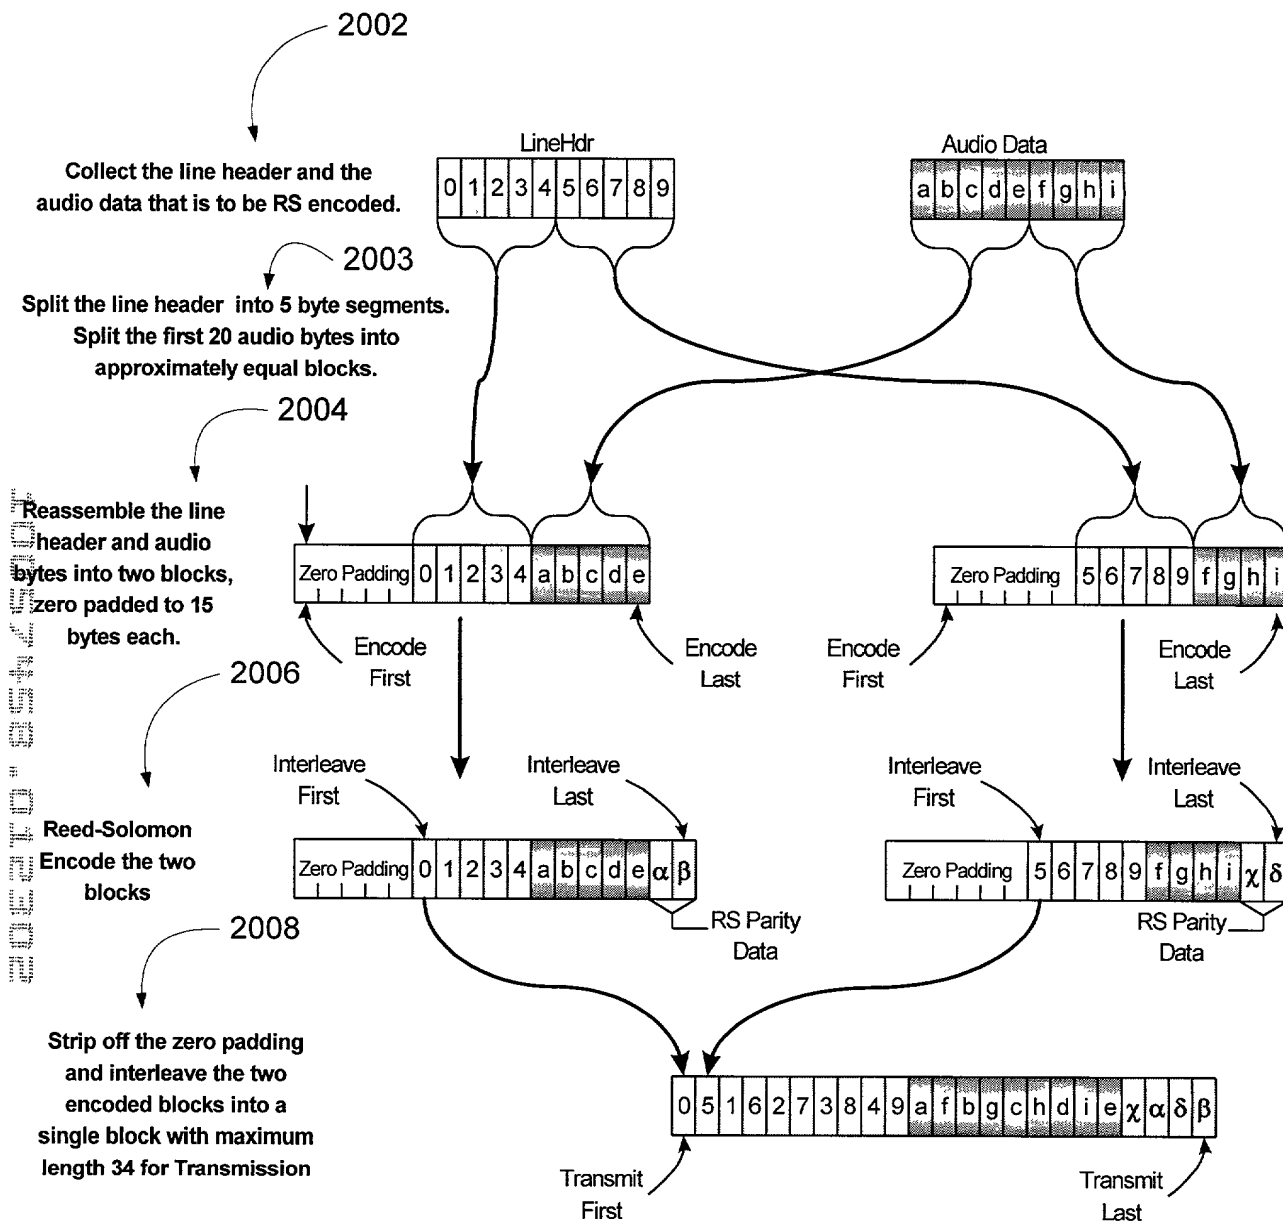 2002
LineHdr
Audio Data
Collect the line header and the
audio data that is to be RS encoded.
0 1 2 3 4 5 6 7 8 9
a b c d e f g h i
2003
Split the line header into 5 byte segments.
Split the first 20 audio bytes into
approximately equal blocks.
2004
Reassemble the line
header and audio
bytes into two blocks,
zero padded to 15
bytes each.
Zero Padding 0 1 2 3 4 a b c d e
Zero Padding 5 6 7 8 9 f g h i
Encode
First
Encode
Last
Encode
First
Encode
Last
2006
Interleave
First
Interleave
Last
Interleave
First
Interleave
Last
Reed-Solomon
Encode the two
blocks
Zero Padding 0 1 2 3 4 a b c d e α β
Zero Padding 5 6 7 8 9 f g h i χ δ
RS Parity
Data
RS Parity
Data
2008
Strip off the zero padding
and interleave the two
encoded blocks into a
single block with maximum
length 34 for Transmission
0 5 1 6 2 7 3 8 4 9 a f b g c h d i e χ α δ β
Transmit
First
Transmit
Last